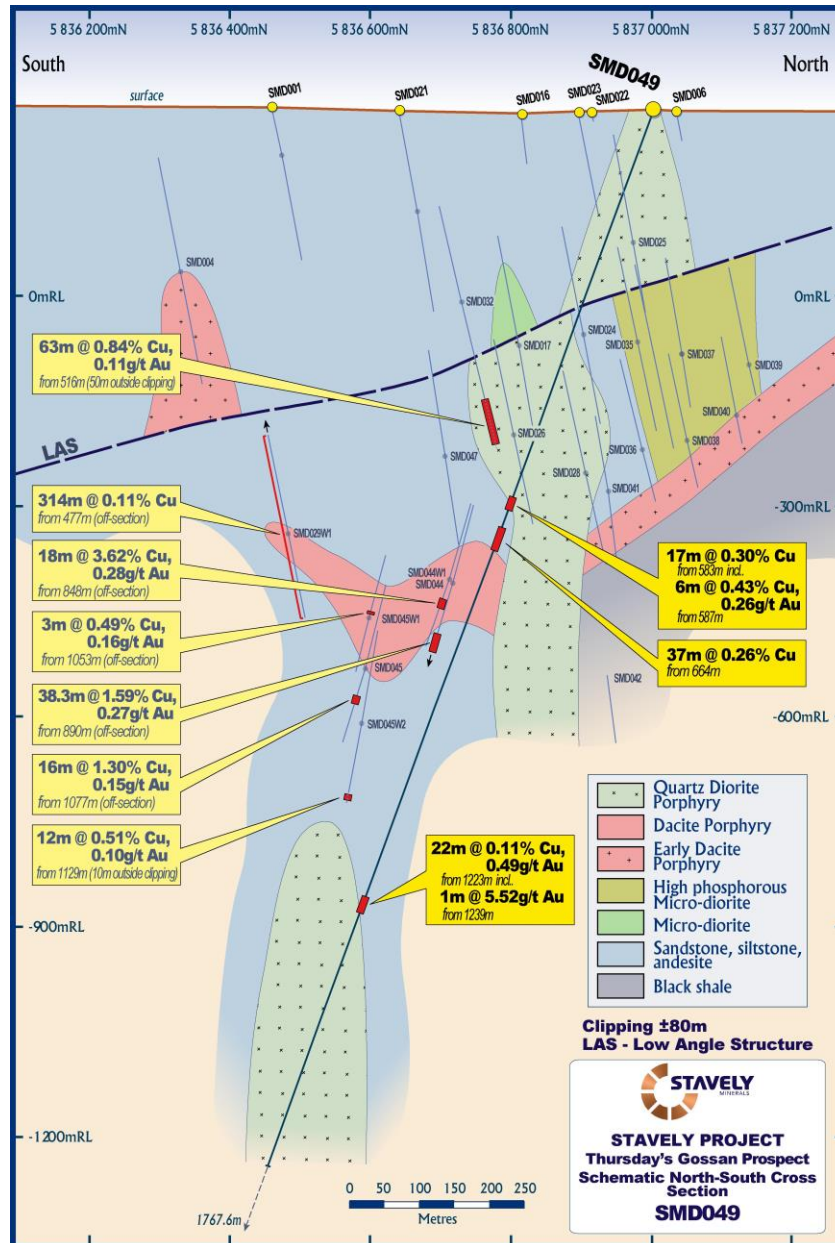 5 836 200mN
5 836 400mN
5 836 600mN
5 836 800mN
5 837 000mN
5 837 200mN
South
North
surface
SMD001
SMD021
SMD016
SMD023
SMD022
SMD049
SMD006
SMD004
SMD025
0mRL
0mRL
SMD032
SMD017
SMD024
SMD035
SMD037
SMD039
63m @ 0.84% Cu,
0.11g/t Au
from 516m (50m outside clipping)
LAS
SMD026
SMD047
SMD040
SMD038
SMD036
SMD028
SMD041
-300mRL
-300mRL
314m @ 0.11% Cu
from 477m (off-section)
SMD029W1
18m @ 3.62% Cu,
0.28g/t Au
from 848m (off-section)
SMD044W1
SMD044
17m @ 0.30% Cu
from 583m incl.
6m @ 0.43% Cu,
0.26g/t Au
from 587m
3m @ 0.49% Cu,
0.16g/t Au
from 1053m (off-section)
SMD045W1
SMD045
37m @ 0.26% Cu
from 664m
SMD042
38.3m @ 1.59% Cu,
0.27g/t Au
from 890m (off-section)
SMD045W2
-600mRL
16m @ 1.30% Cu,
0.15g/t Au
from 1077m (off-section)
12m @ 0.51% Cu,
0.10g/t Au
from 1129m (10m outside clipping)
22m @ 0.11% Cu,
0.49g/t Au
from 1223m incl.
1m @ 5.52g/t Au
from 1239m
-900mRL
-1200mRL
1767.6m
Quartz Diorite
Porphyry
Dacite Porphyry
Early Dacite
Porphyry
High phosphorous
Micro-diorite
Micro-diorite
Sandstone, siltstone,
andesite
Black shale
Clipping ±80m
LAS - Low Angle Structure
0 50 100 150 200 250
Metres
STAVELY
MINERALS
STAVELY PROJECT
Thursday's Gossan Prospect
Schematic North-South Cross
Section
SMD049